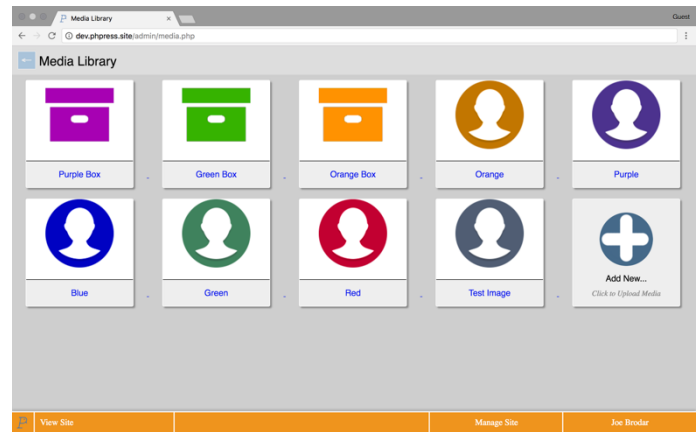 Media Library
Guest
dev.phpress.site/admin/media.php
Media Library
Purple Box
Green Box
Orange Box
Orange
Purple
Blue
Green
Red
Test Image
Add New...
Click to Upload Media
View Site
Manage Site
Joe Brodar